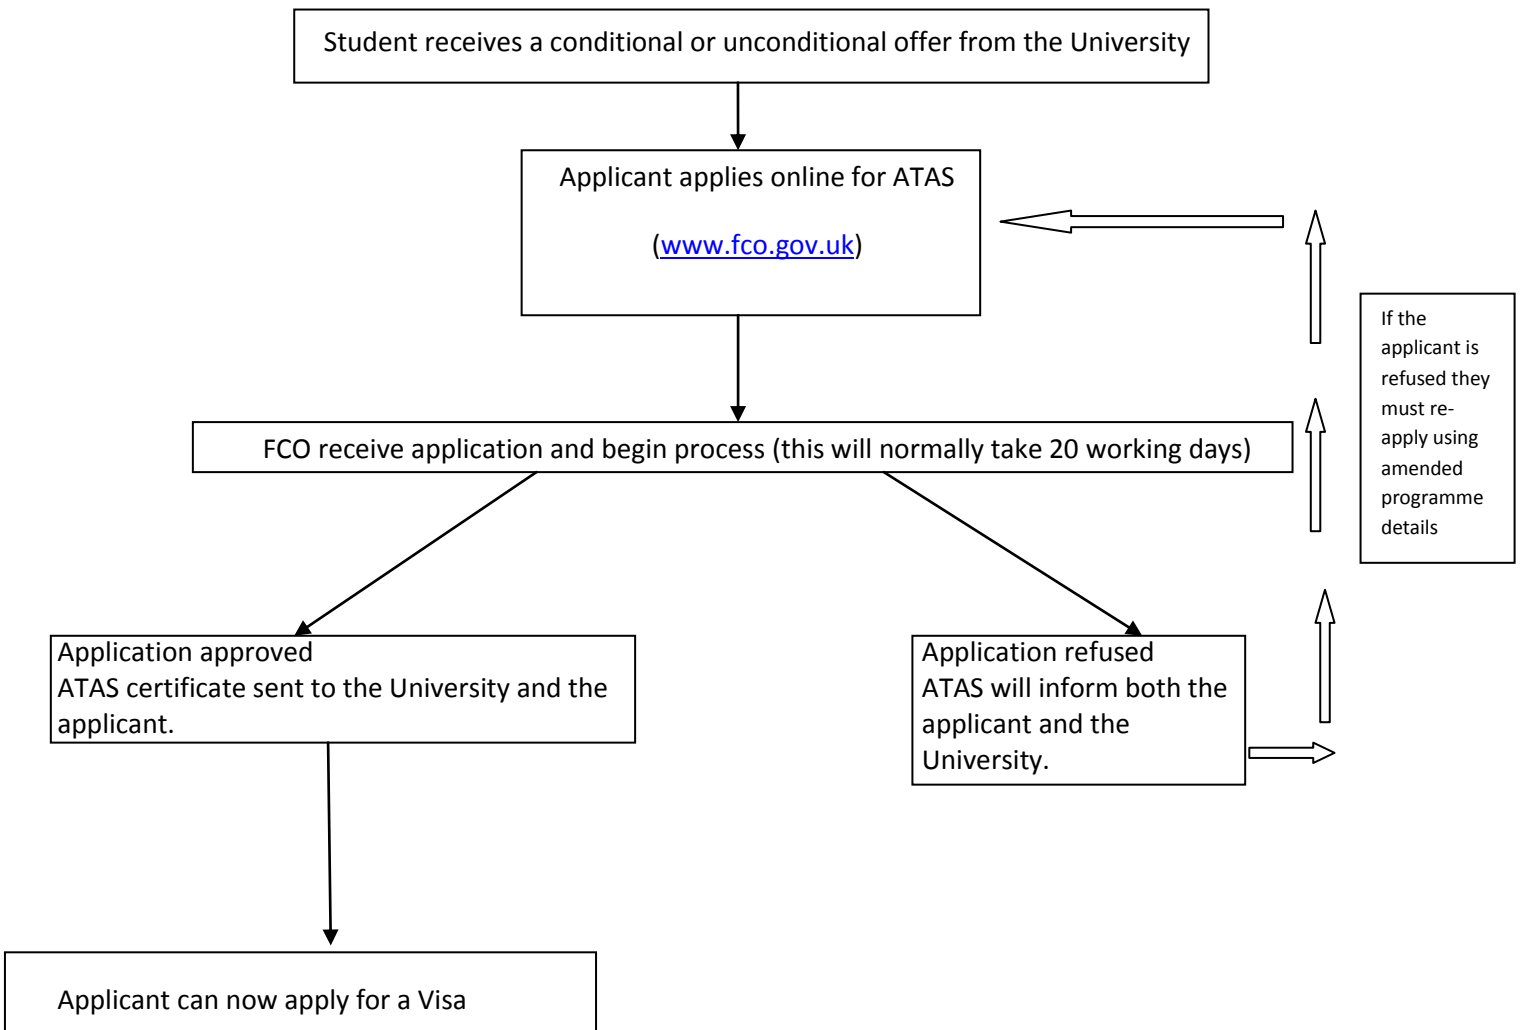 Student receives a conditional or unconditional offer from the University
Applicant applies online for ATAS
(www.fco.gov.uk)
If the
applicant is
refused they
must re-
apply using
amended
programme
details
FCO receive application and begin process (this will normally take 20 working days)
Application approved
ATAS certificate sent to the University and the
applicant.
Application refused
ATAS will inform both the
applicant and the
University.
Applicant can now apply for a Visa